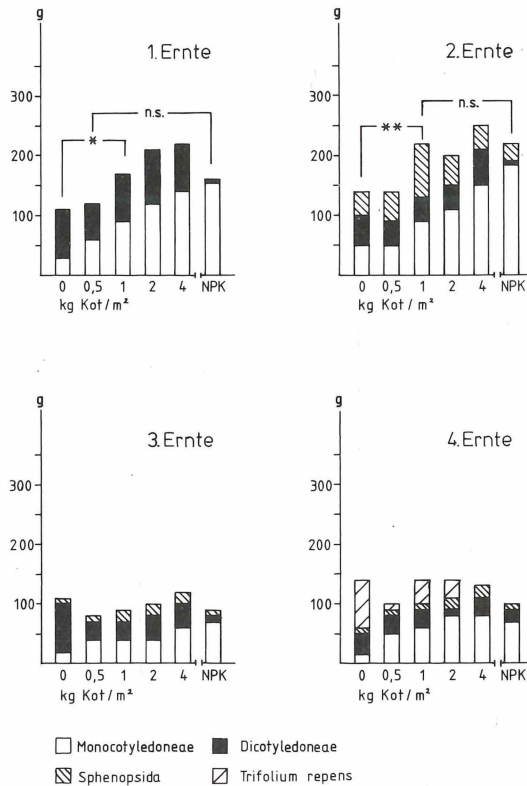 g
1. Ernte
300
200
100
n.s.
*
0 0,5 1 2 4 NPK
kg Kot/m²
g
2. Ernte
300
200
100
n.s.
**
0 0,5 1 2 4 NPK
kg Kot/m²
g
3. Ernte
300
200
100
0 0,5 1 2 4 NPK
kg Kot/m²
g
4. Ernte
300
200
100
0 0,5 1 2 4 NPK
kg Kot/m²
Monocotyledoneae Dicotyledoneae
Sphenopsida Trifolium repens